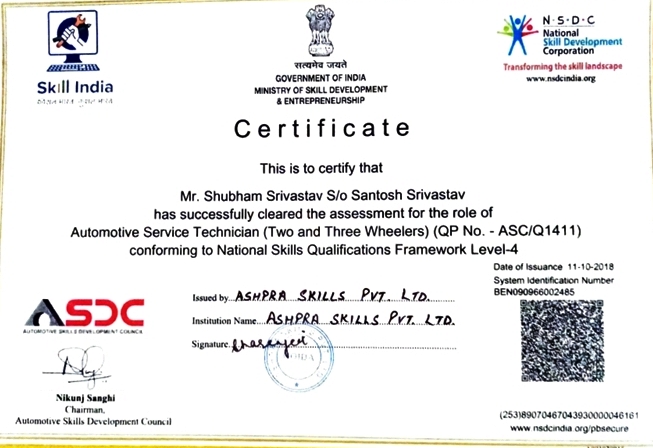 Skill India
सत्यमेव जयते
GOVERNMENT OF INDIA
MINISTRY OF SKILL DEVELOPMENT
& ENTREPRENEURSHIP
N·S·D·C
National
Skill Development
Corporation
Transforming the skill landscape
www.nsdcindia.org
Certificate
This is to certify that
Mr. Shubham Srivastav S/o Santosh Srivastav
has successfully cleared the assessment for the role of
Automotive Service Technician (Two and Three Wheelers) (QP No. - ASC/Q1411)
conforming to National Skills Qualifications Framework Level-4
Date of Issuance 11-10-2018
System Identification Number
BEN090966002485
ASDC
AUTOMOTIVE SKILLS DEVELOPMENT COUNCIL
Issued by ASHPRA SKILLS PVT. LTD.
Institution Name ASHPRA SKILLS PVT. LTD.
Signature
Nikunj Sanghi
Chairman,
Automotive Skills Development Council
(253)8907046704393000004616​1
www.nsdcindia.org/pbsecure